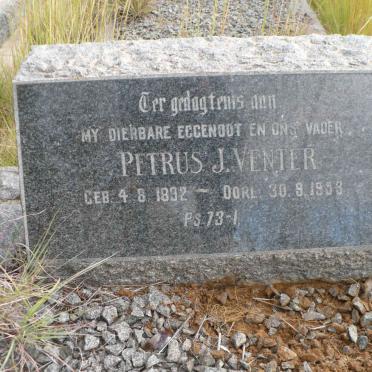 Ter gedagtenis aan
MY DIERBARE EGGENOOT EN ONS VADER
PETRUS J. VENTER
GEB. 4.8.1892 — OORL. 30.9.1953
PS.73-1